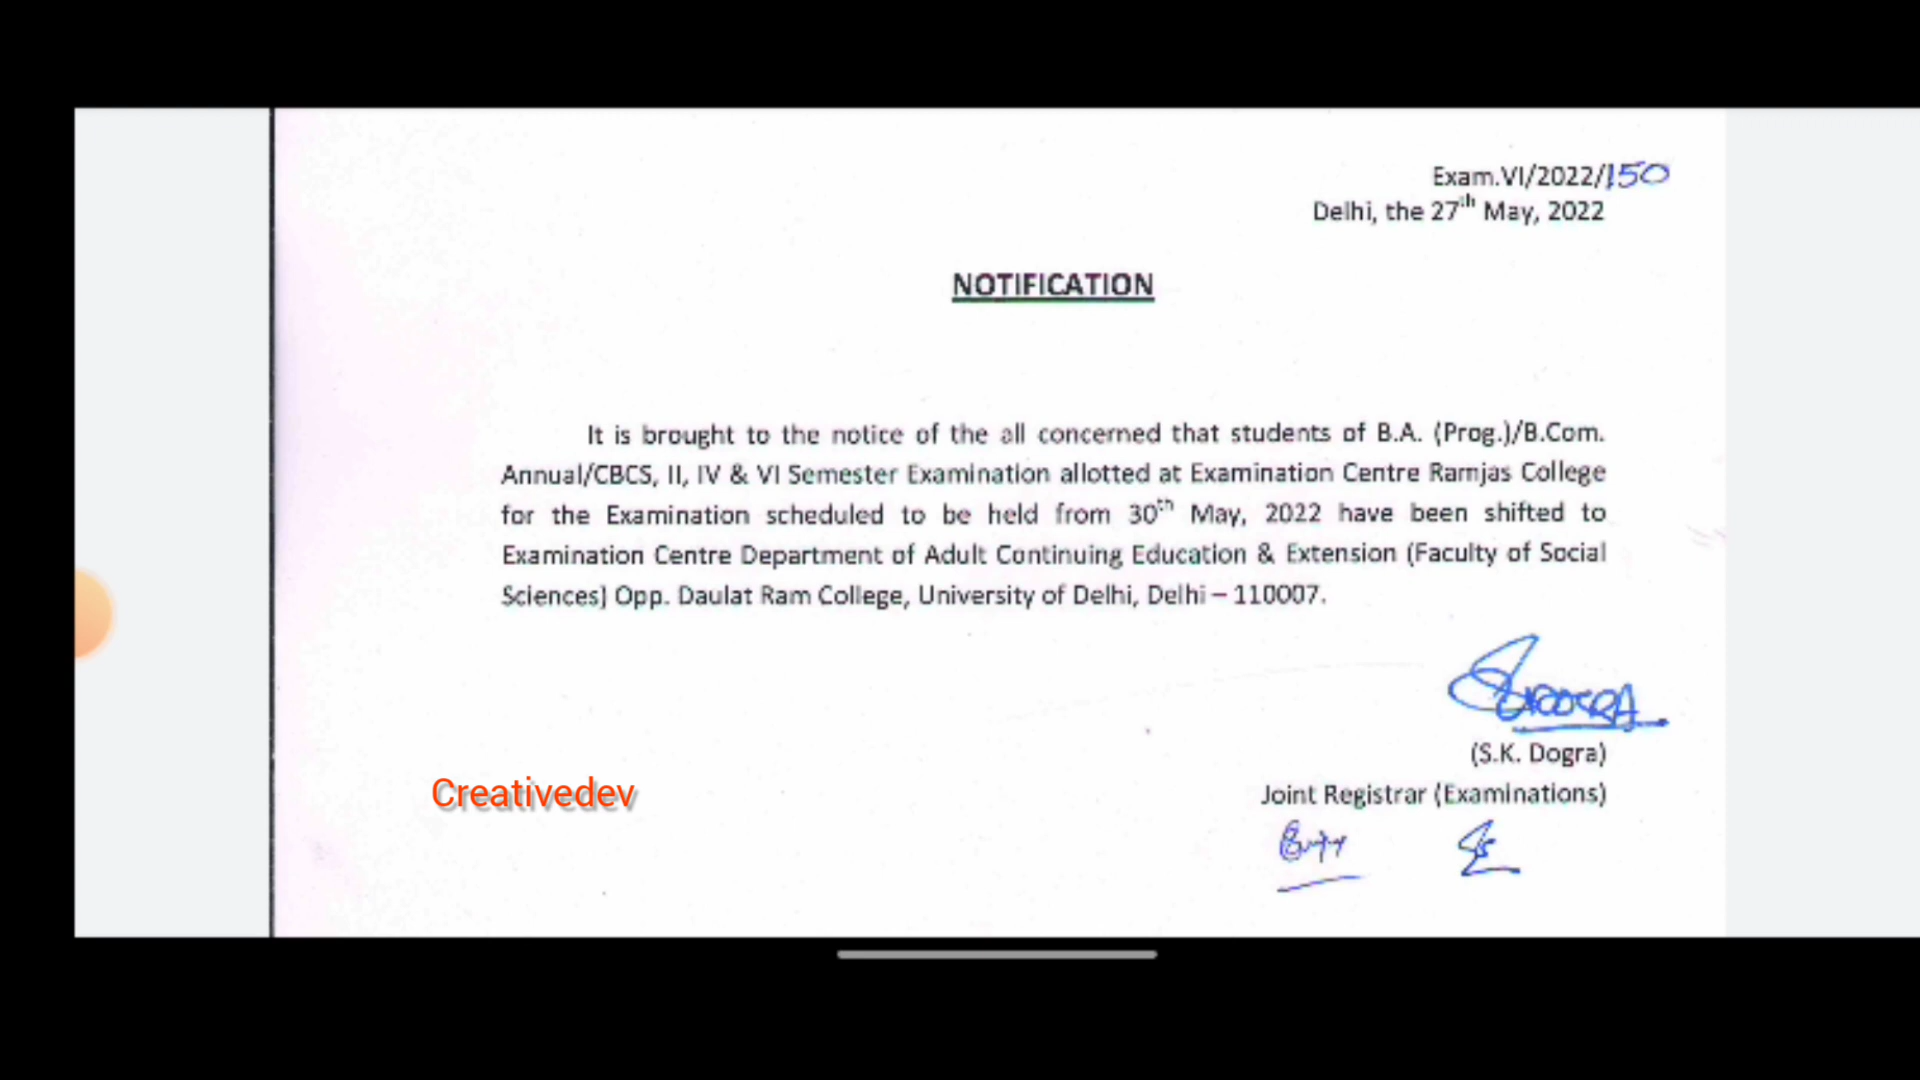 Exam.VI/2022/150
Delhi, the 27th May, 2022
NOTIFICATION
It is brought to the notice of the all concerned that students of B.A. (Prog.)/B.Com.
Annual/CBCS, II, IV & VI Semester Examination allotted at Examination Centre Ramjas College
for the Examination scheduled to be held from 30th May, 2022 have been shifted to
Examination Centre Department of Adult Continuing Education & Extension (Faculty of Social
Sciences) Opp. Daulat Ram College, University of Delhi, Delhi – 110007.
(S.K. Dogra)
Creativedev
Joint Registrar (Examinations)